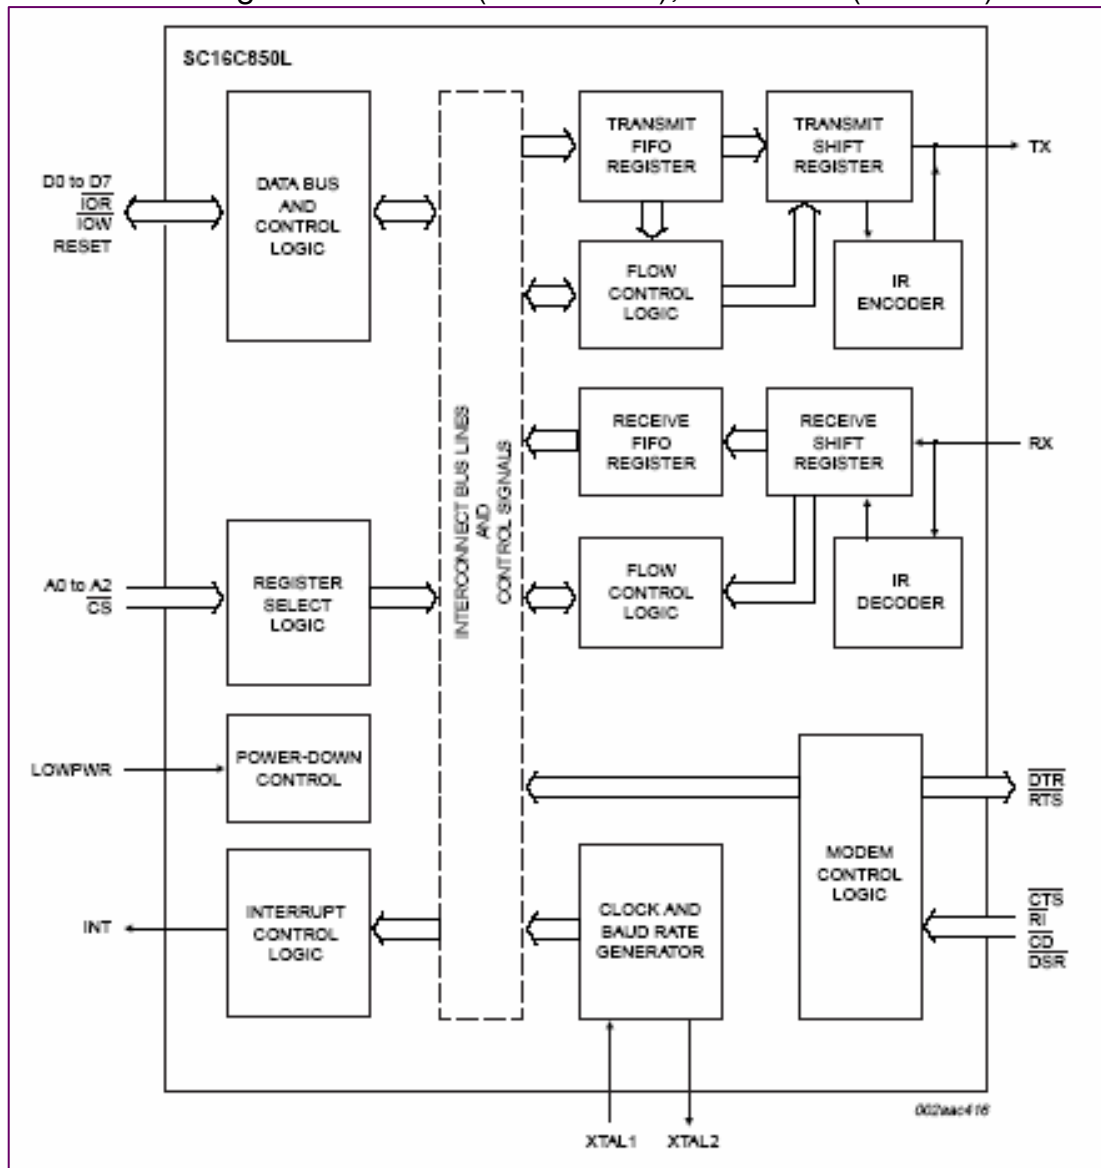 SC16C850L
D0 to D7
IOR
IOW
RESET
DATA BUS
AND
CONTROL
LOGIC
TRANSMIT
FIFO
REGISTER
TRANSMIT
SHIFT
REGISTER
TX
FLOW
CONTROL
LOGIC
IR
ENCODER
INTERCONNECT BUS LINES
AND
CONTROL SIGNALS
RECEIVE
FIFO
REGISTER
RECEIVE
SHIFT
REGISTER
RX
A0 to A2
CS
REGISTER
SELECT
LOGIC
FLOW
CONTROL
LOGIC
IR
DECODER
LOWPWR
POWER-DOWN
CONTROL
DTR
RTS
MODEM
CONTROL
LOGIC
INT
INTERRUPT
CONTROL
LOGIC
CLOCK AND
BAUD RATE
GENERATOR
CTS
RI
CD
DSR
XTAL1
XTAL2
002aac416